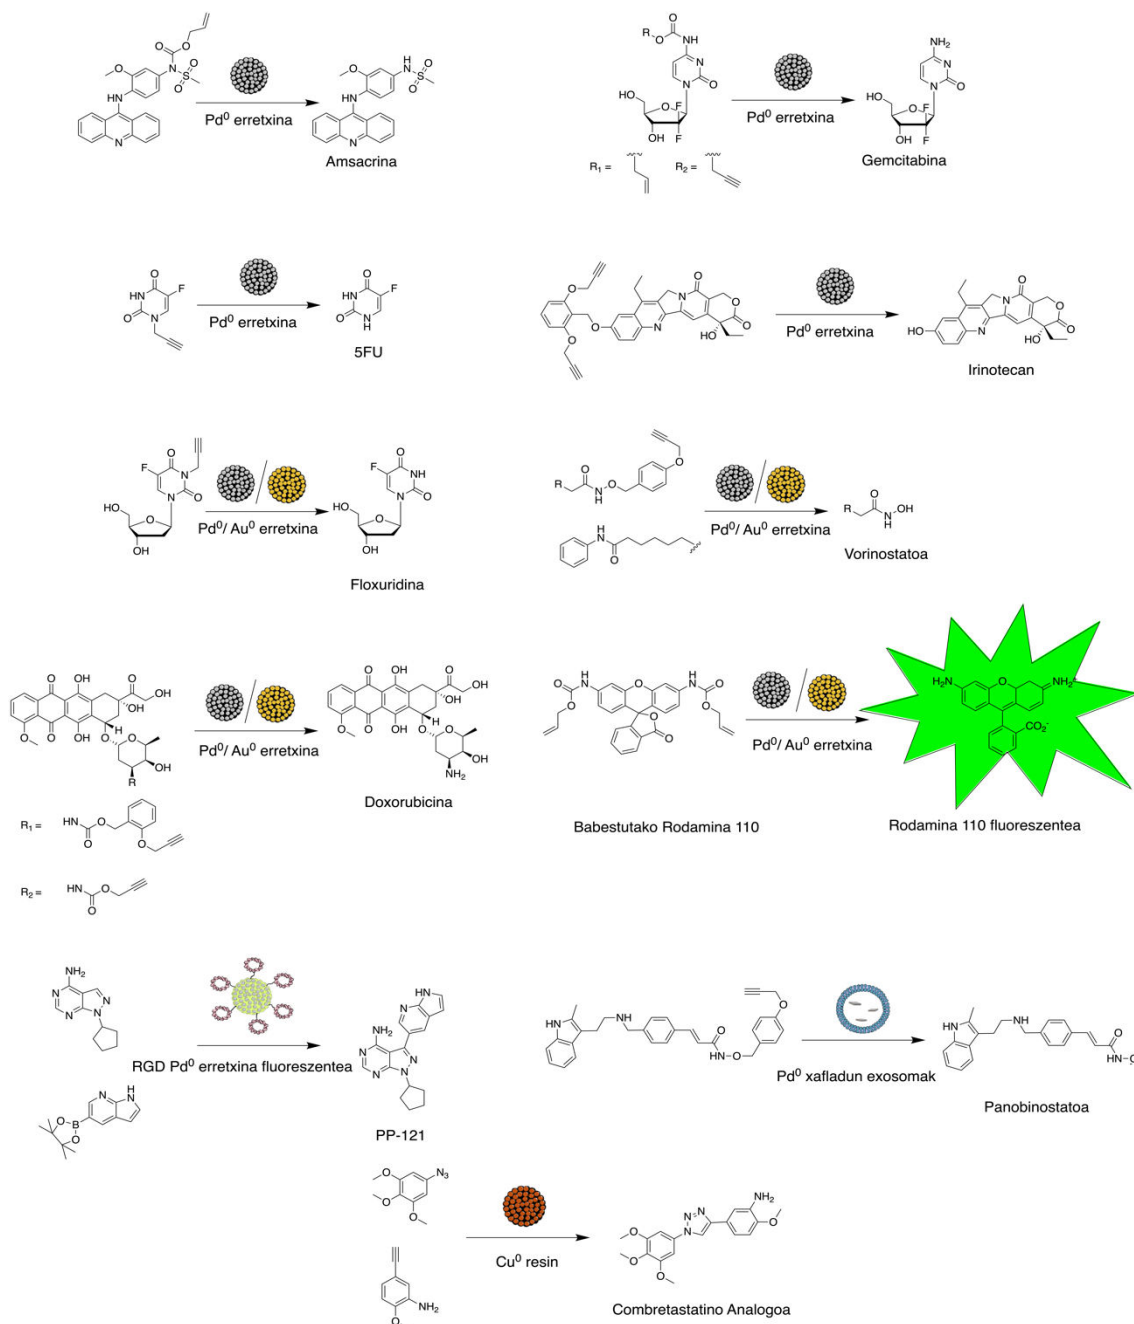 Pd⁰ erretxina
Amsacrina
R₁ =
R₂ =
Pd⁰ erretxina
Gemcitabina
Pd⁰ erretxina
5FU
Pd⁰ erretxina
Irinotecan
Pd⁰/ Au⁰ erretxina
Floxuridina
Pd⁰/ Au⁰ erretxina
Vorinostatoa
Pd⁰/ Au⁰ erretxina
Doxorubicina
R₁ =
R₂ =
Babestutako Rodamina 110
Pd⁰/ Au⁰ erretxina
Rodamina 110 fluoreszentea
RGD Pd⁰ erretxina fluoreszentea
PP-121
Pd⁰ xafladun exosomak
Panobinostatoa
Cu⁰ resin
Combretastatino Analogoa